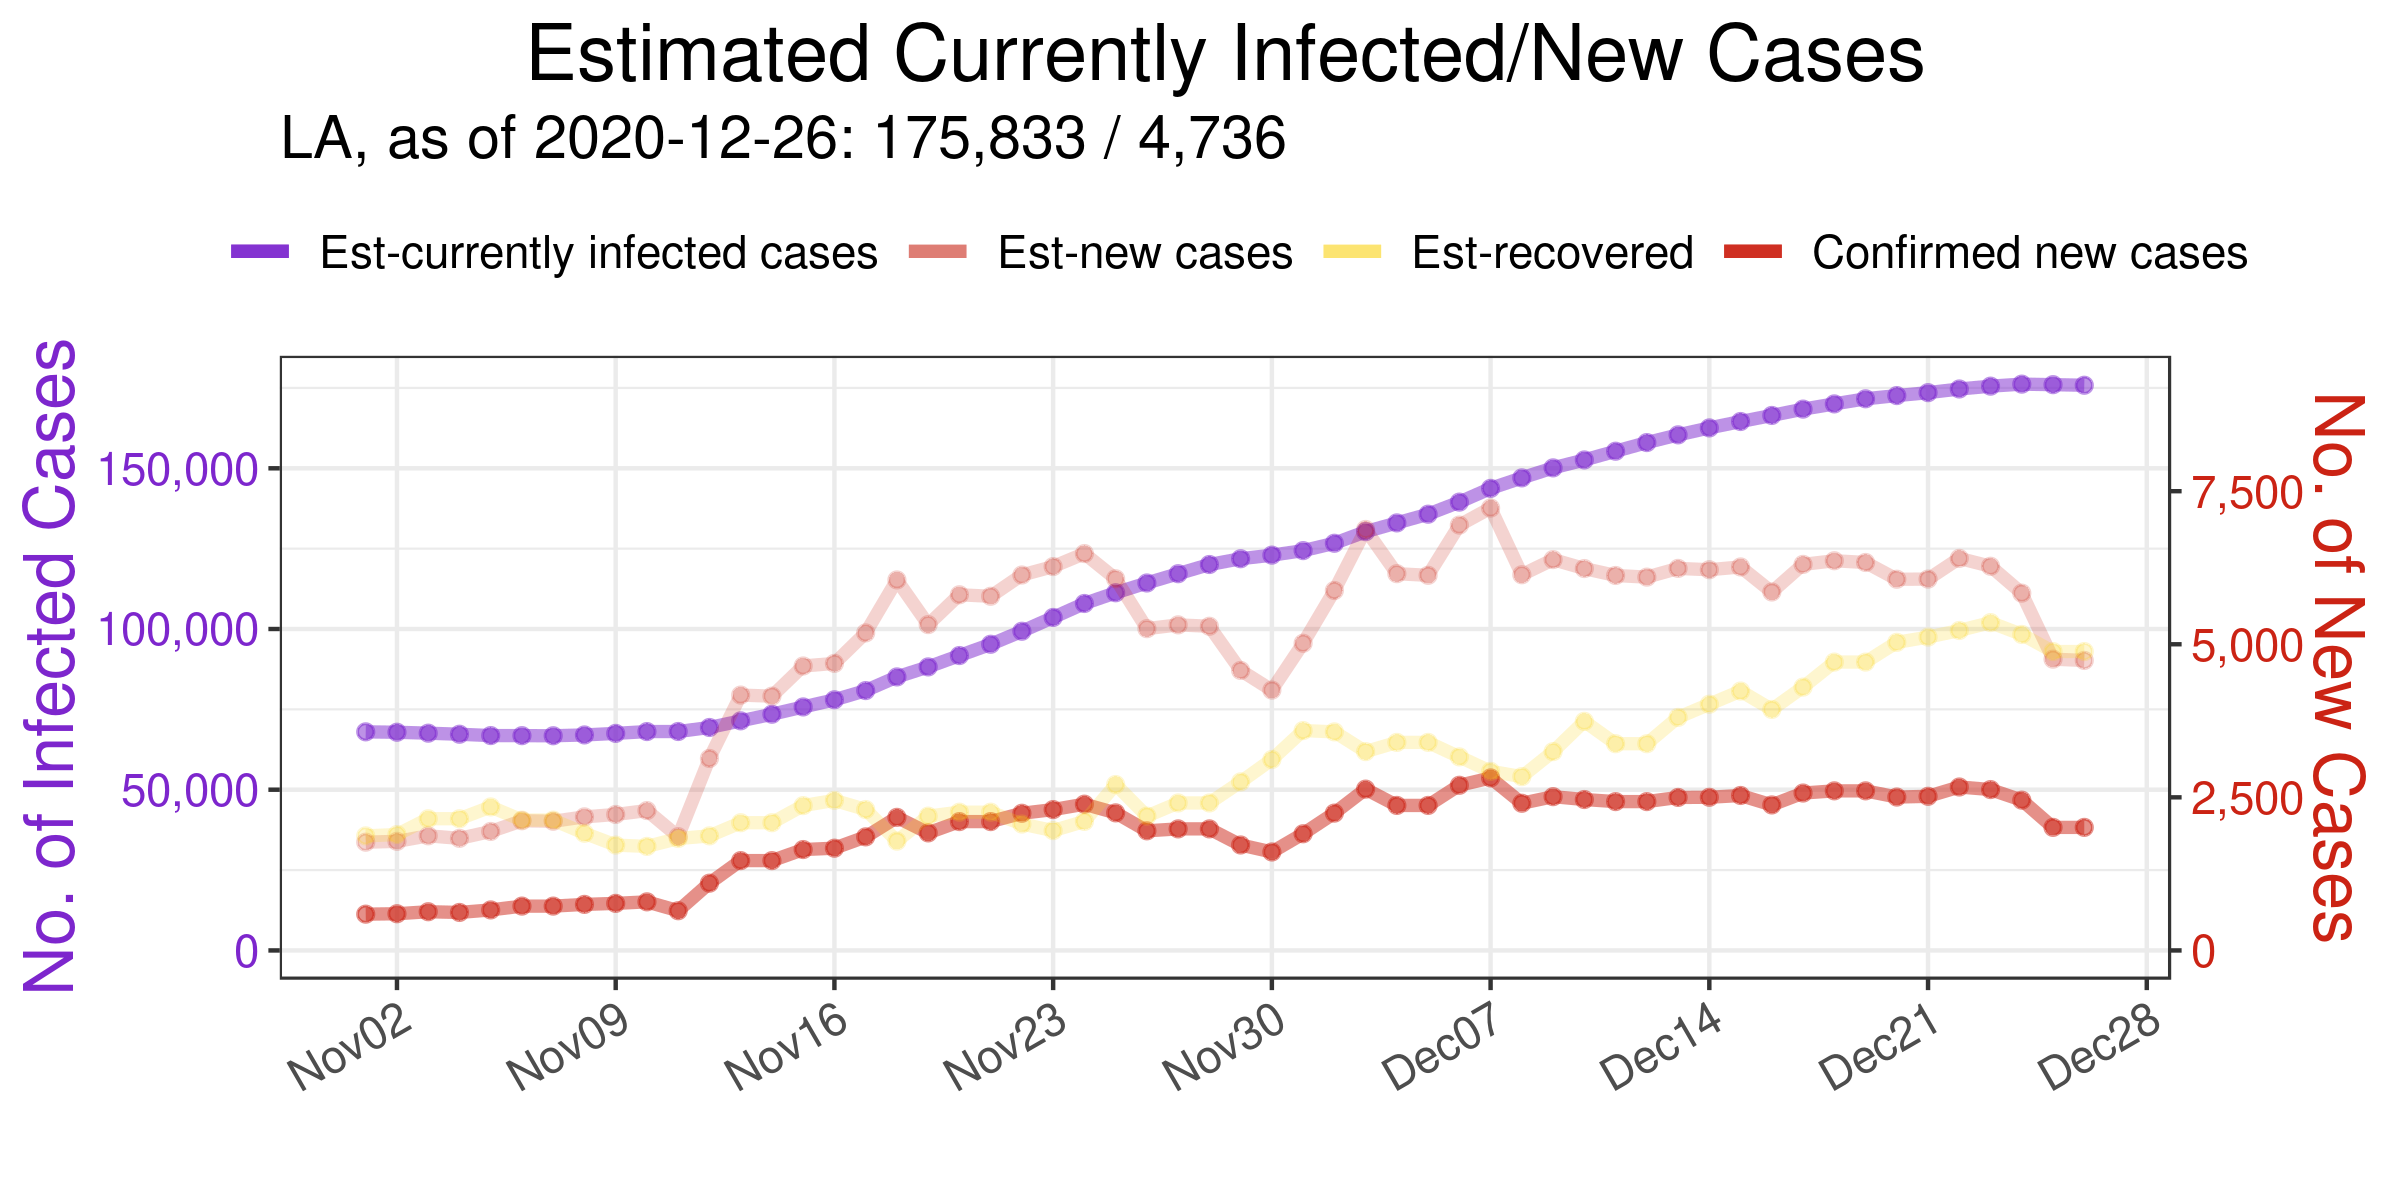 Estimated Currently Infected/New Cases
LA, as of 2020-12-26: 175,833 / 4,736
Est-currently infected cases Est-new cases Est-recovered Confirmed new cases
No. of Infected Cases
150,000
100,000
50,000
0
7,500
5,000
2,500
0
No. of New Cases
Nov02 Nov09 Nov16 Nov23 Nov30 Dec07 Dec14 Dec21 Dec28